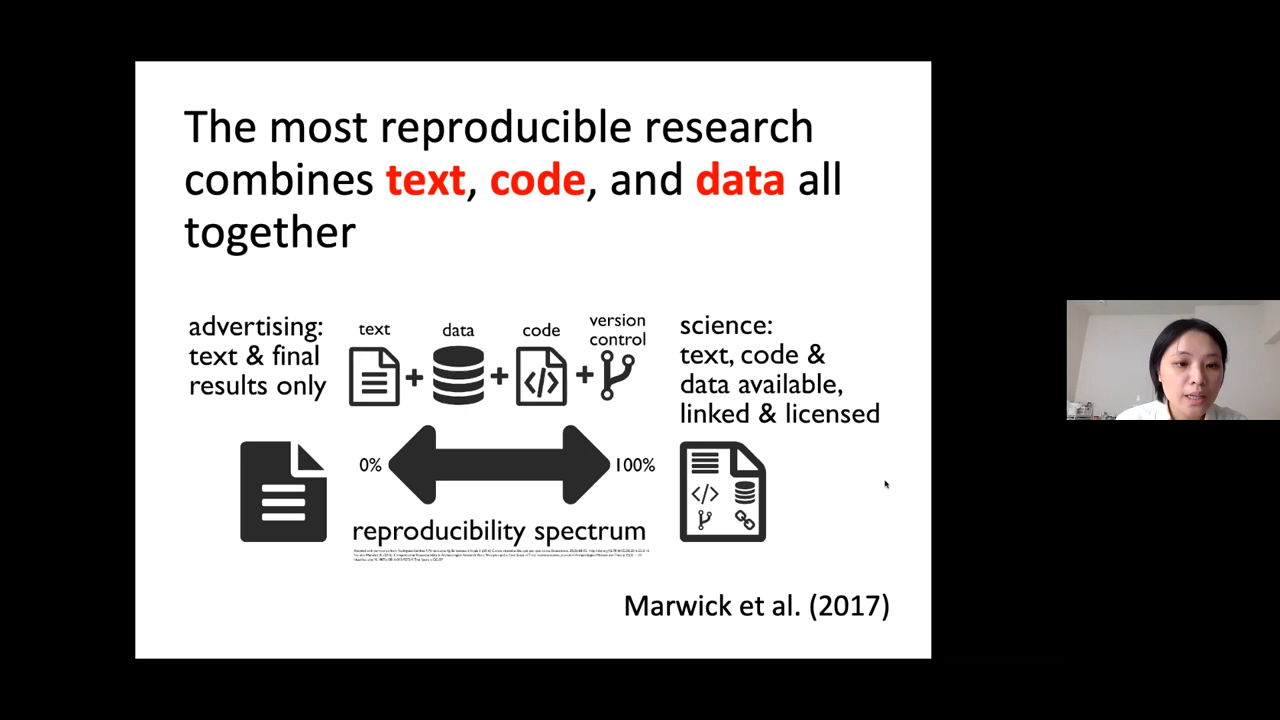 The most reproducible research
combines text, code, and data all
together
advertising:
text & final
results only
text
data
code
version
control
science:
text, code &
data available,
linked & licensed
0%
100%
reproducibility spectrum
Marwick et al. (2017)